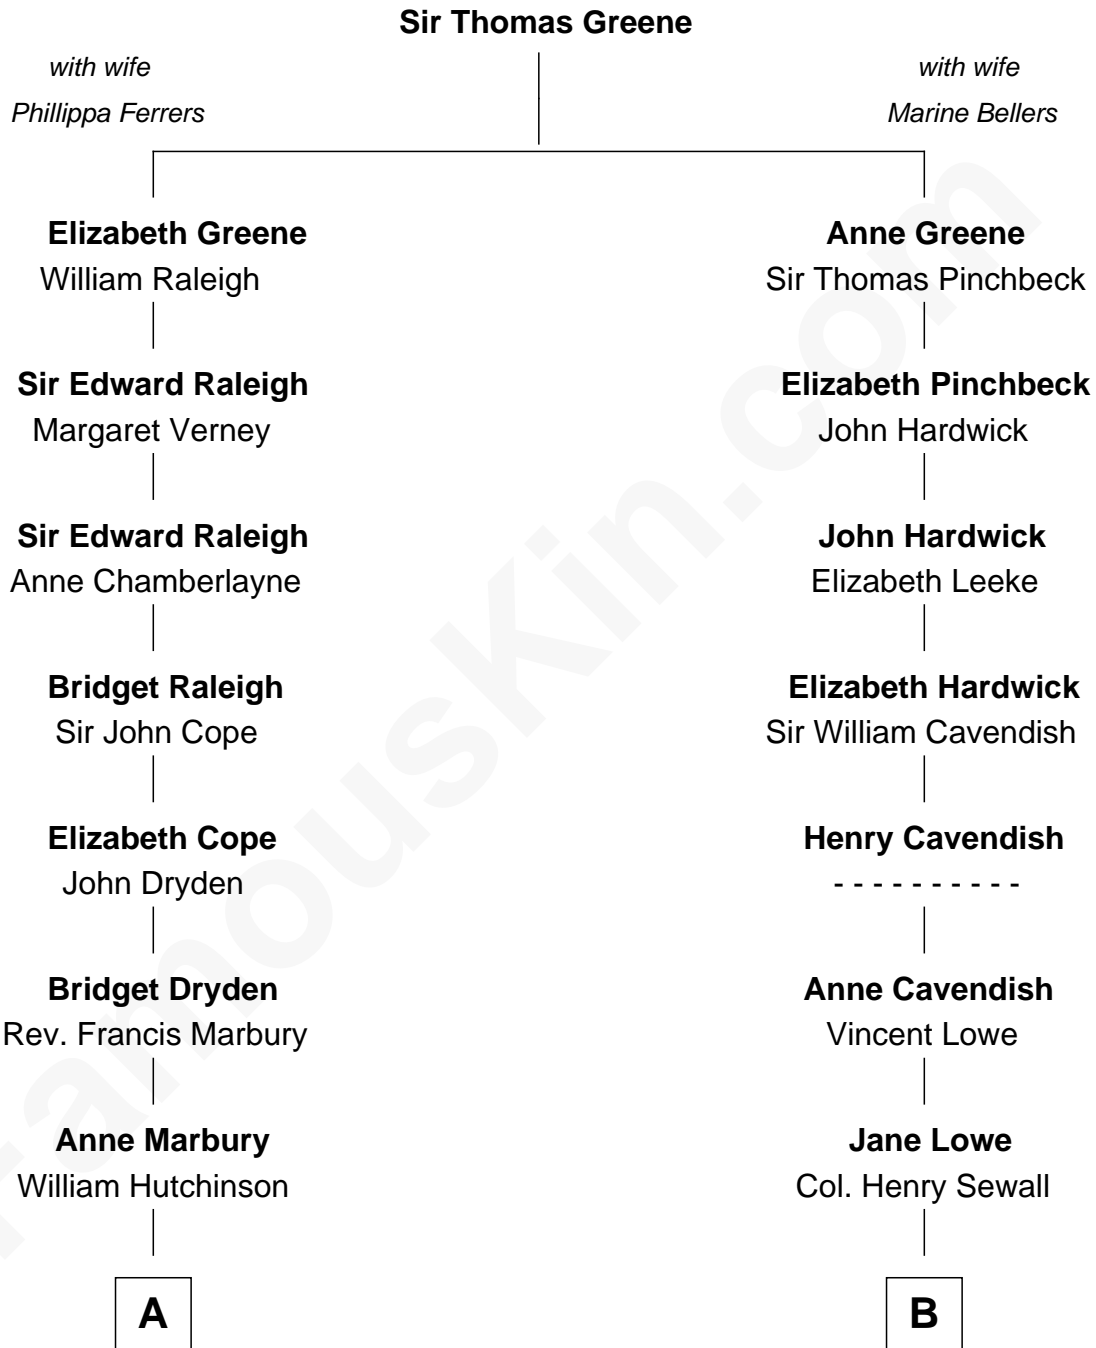 Sir Thomas Greene
with wife
Phillippa Ferrers
with wife
Marine Bellers
Elizabeth Greene
William Raleigh
Anne Greene
Sir Thomas Pinchbeck
Sir Edward Raleigh
Margaret Verney
Elizabeth Pinchbeck
John Hardwick
Sir Edward Raleigh
Anne Chamberlayne
John Hardwick
Elizabeth Leeke
Bridget Raleigh
Sir John Cope
Elizabeth Hardwick
Sir William Cavendish
Elizabeth Cope
John Dryden
Henry Cavendish
- - - - - - - - - -
Bridget Dryden
Rev. Francis Marbury
Anne Cavendish
Vincent Lowe
Anne Marbury
William Hutchinson
Jane Lowe
Col. Henry Sewall
A
B
FamousKin.com